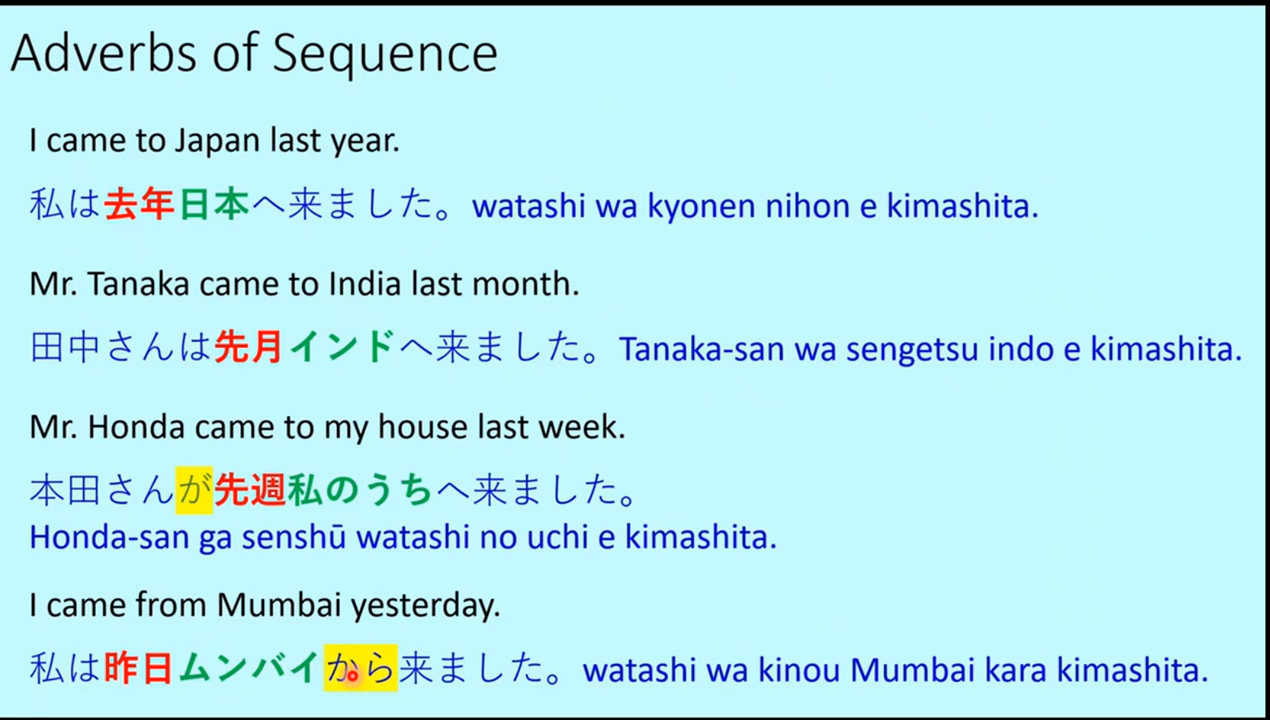 Adverbs of Sequence
I came to Japan last year.
私は去年日本へ来ました。watashi wa kyonen nihon e kimashita.
Mr. Tanaka came to India last month.
田中さんは先月インドへ来ました。Tanaka-san wa sengetsu indo e kimashita.
Mr. Honda came to my house last week.
本田さんが先週私のうちへ来ました。
Honda-san ga senshū watashi no uchi e kimashita.
I came from Mumbai yesterday.
私は昨日ムンバイから来ました。watashi wa kinou Mumbai kara kimashita.